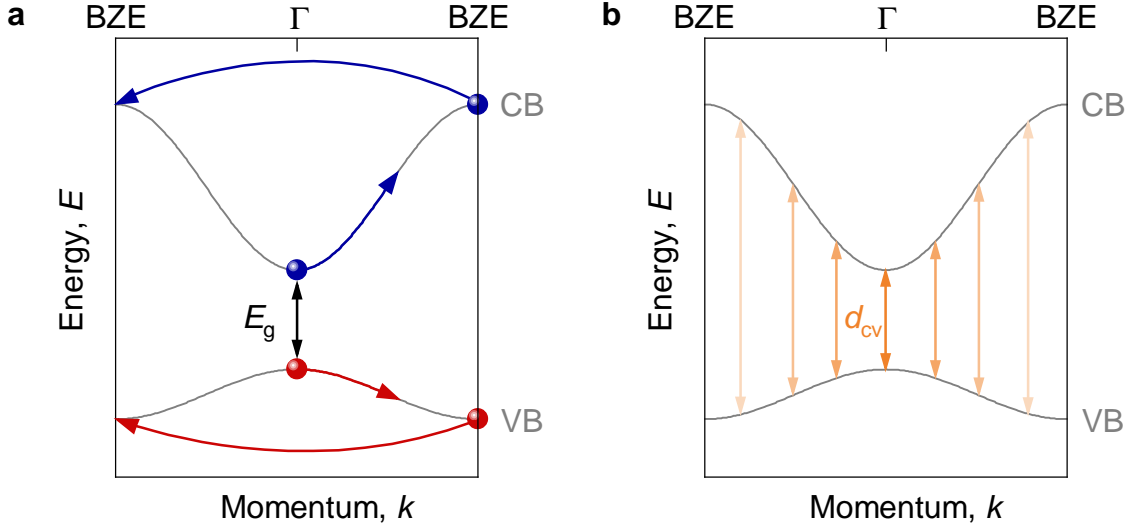 a
BZE Γ BZE
CB
E_g
VB
Energy, E
Momentum, k
b
BZE Γ BZE
CB
d_cv
VB
Energy, E
Momentum, k